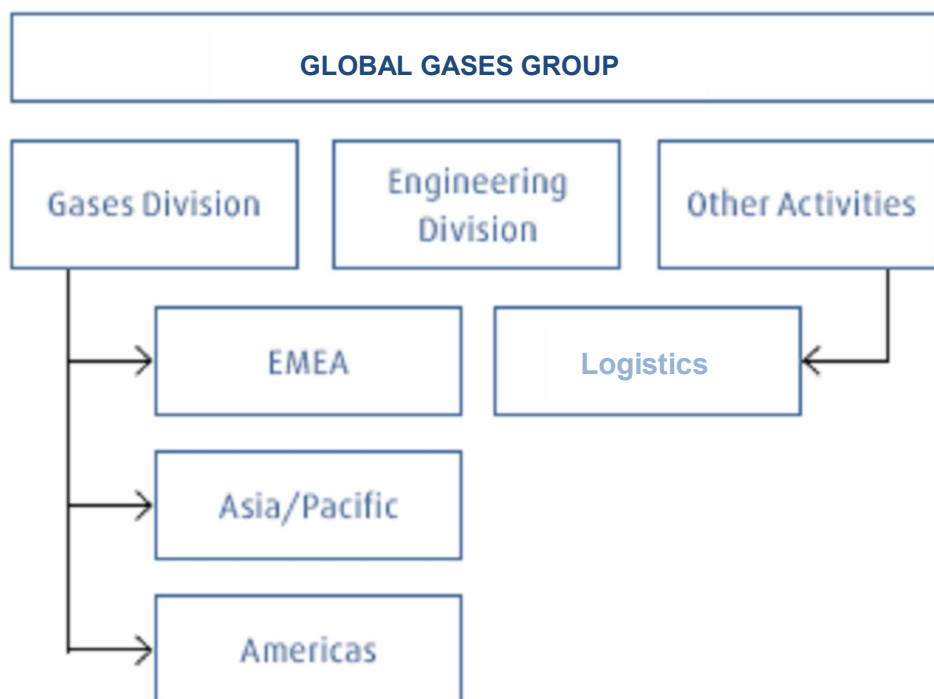 GLOBAL GASES GROUP
Gases Division
Engineering
Division
Other Activities
EMEA
Logistics
Asia/Pacific
Americas